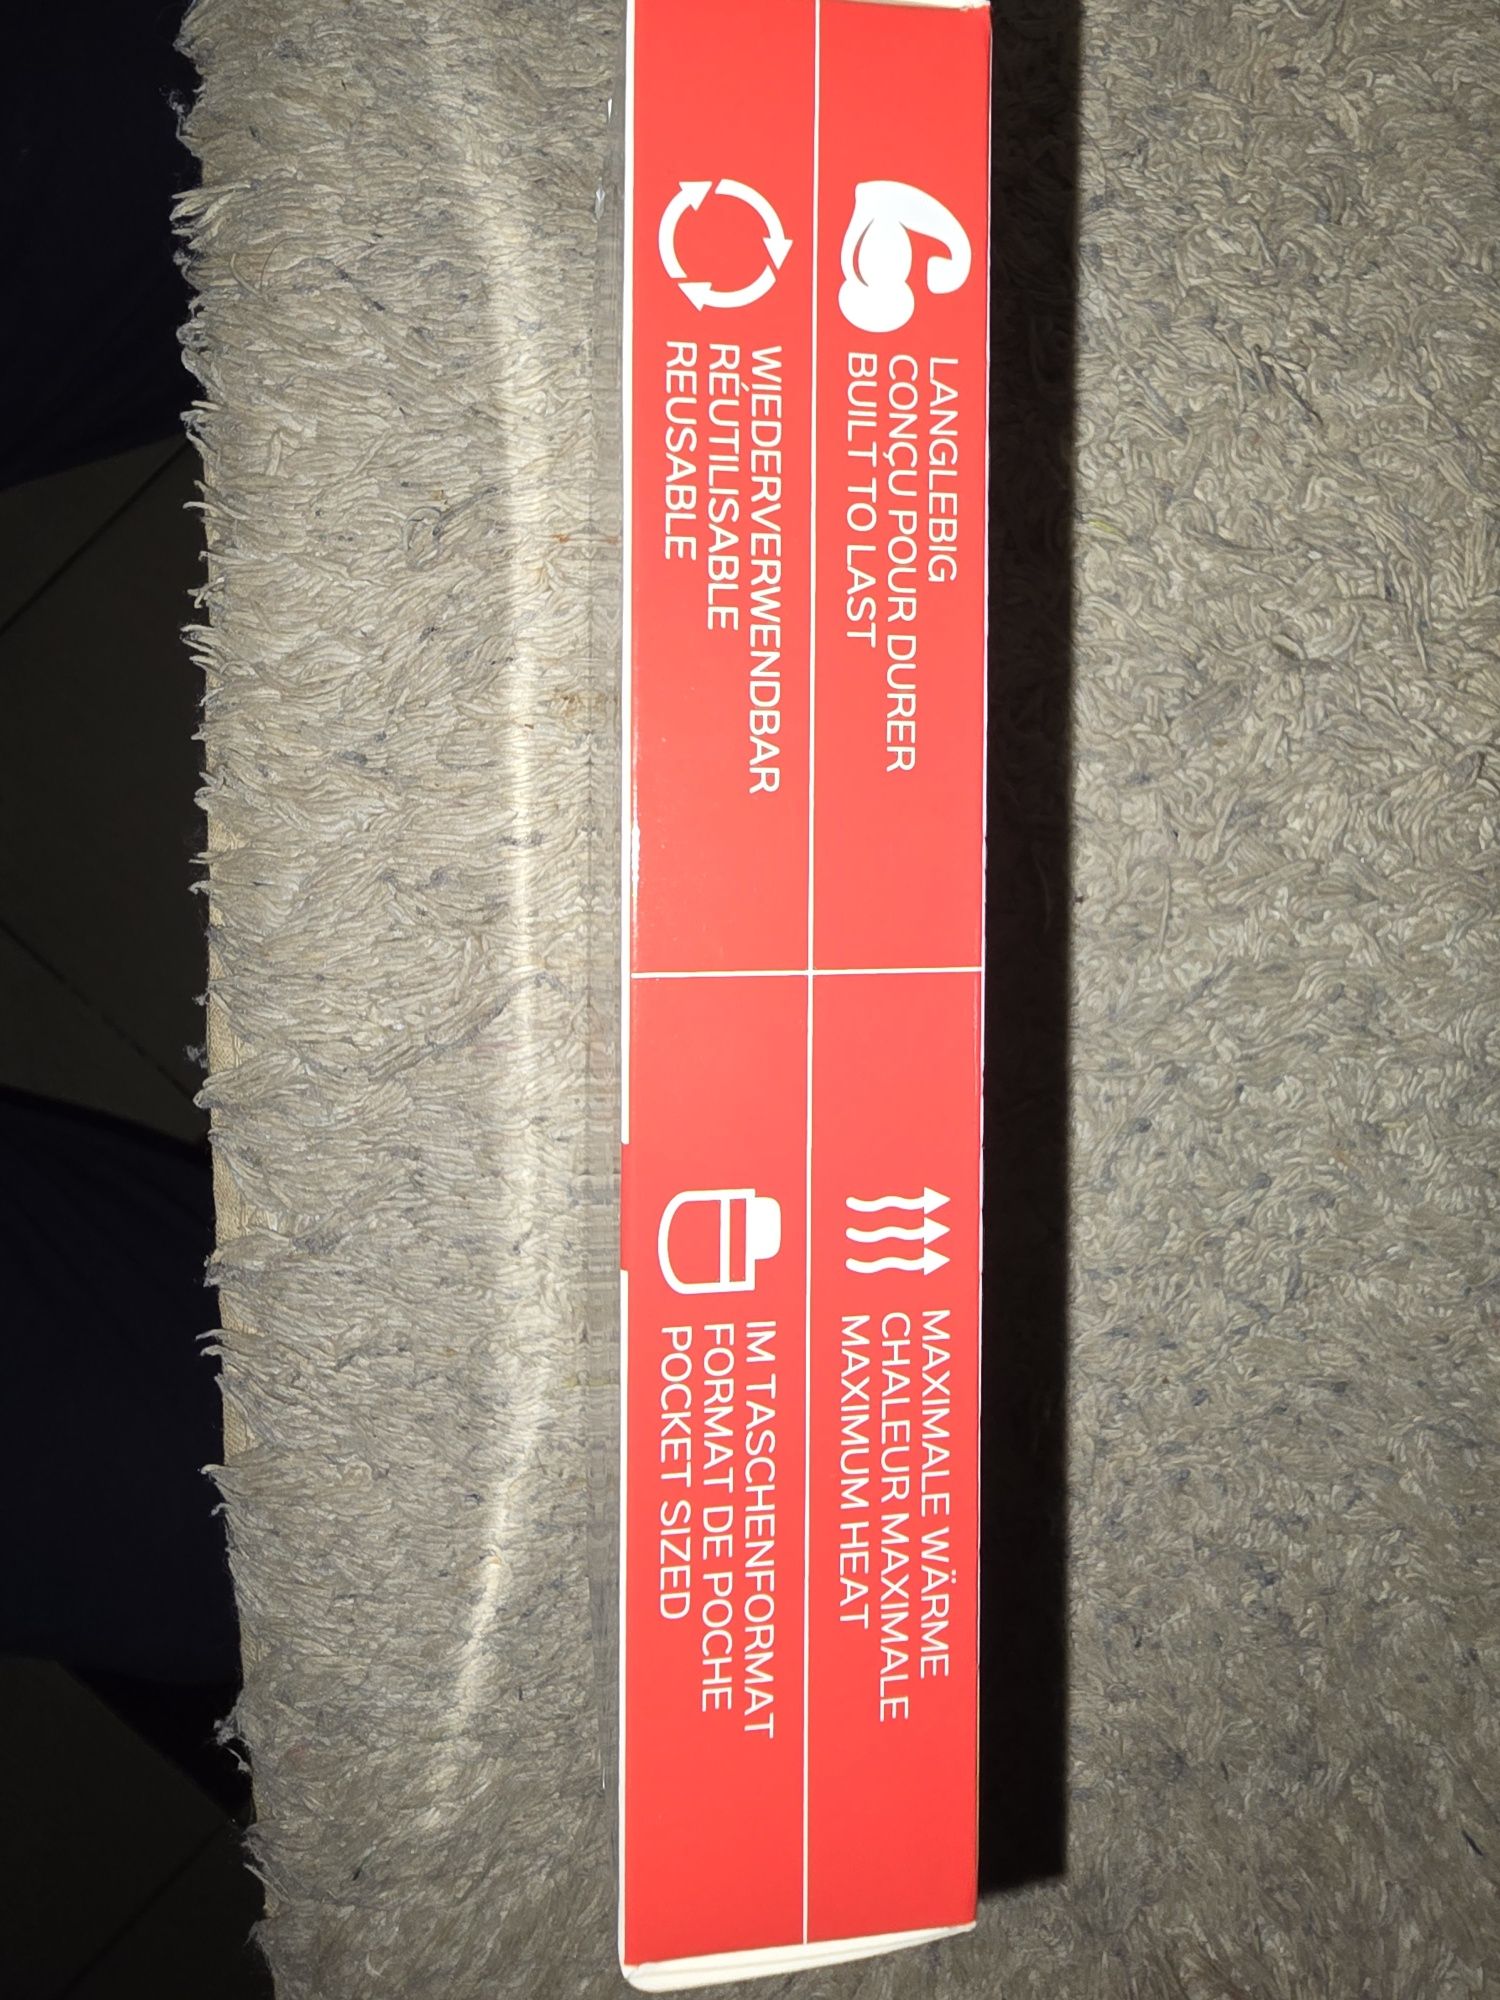 LANGLEBIG
CONÇU POUR DURER
BUILT TO LAST
MAXIMALE WÄRME
CHALEUR MAXIMALE
MAXIMUM HEAT
WIEDERVERWENDBAR
RÉUTILISABLE
REUSABLE
IM TASCHENFORMAT
FORMAT DE POCHE
POCKET SIZED